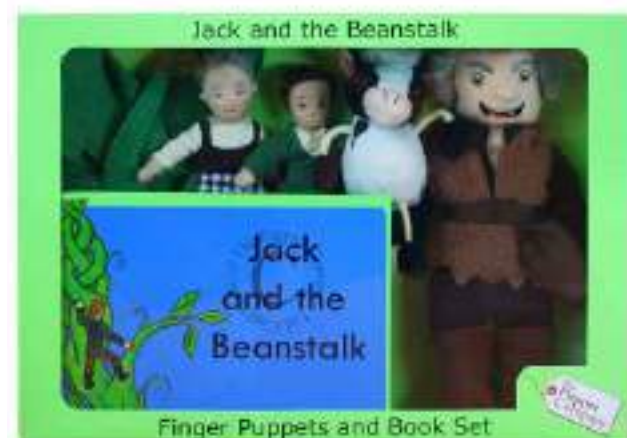 Jack and the Beanstalk
Jack
and the
Beanstalk
Finger Puppets and Book Set